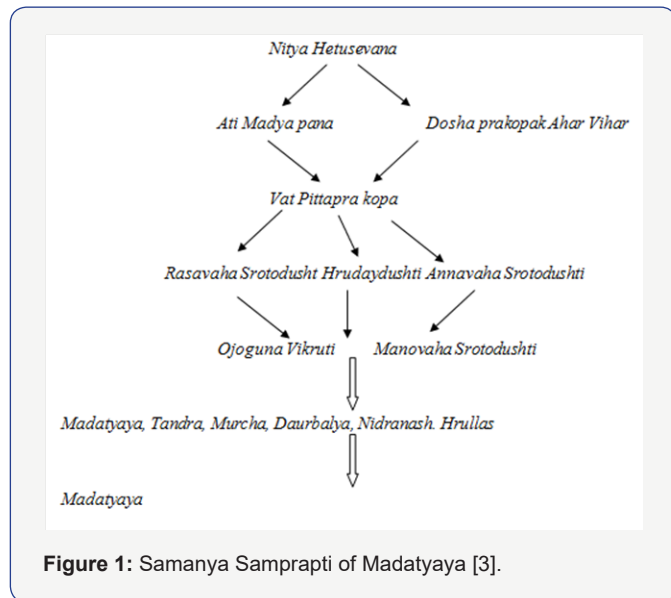 Nitya Hetusevana
Ati Madya pana Dosha prakopak Ahar Vihar
Vat Pittapra kopa
Rasavaha Srotodusht Hrudaydushti Annavaha Srotodushti
Ojoguna Vikruti Manovaha Srotodushti
Madatyaya, Tandra, Murcha, Daurbalya, Nidranash. Hrullas
Madatyaya
Figure 1: Samanya Samprapti of Madatyaya [3].